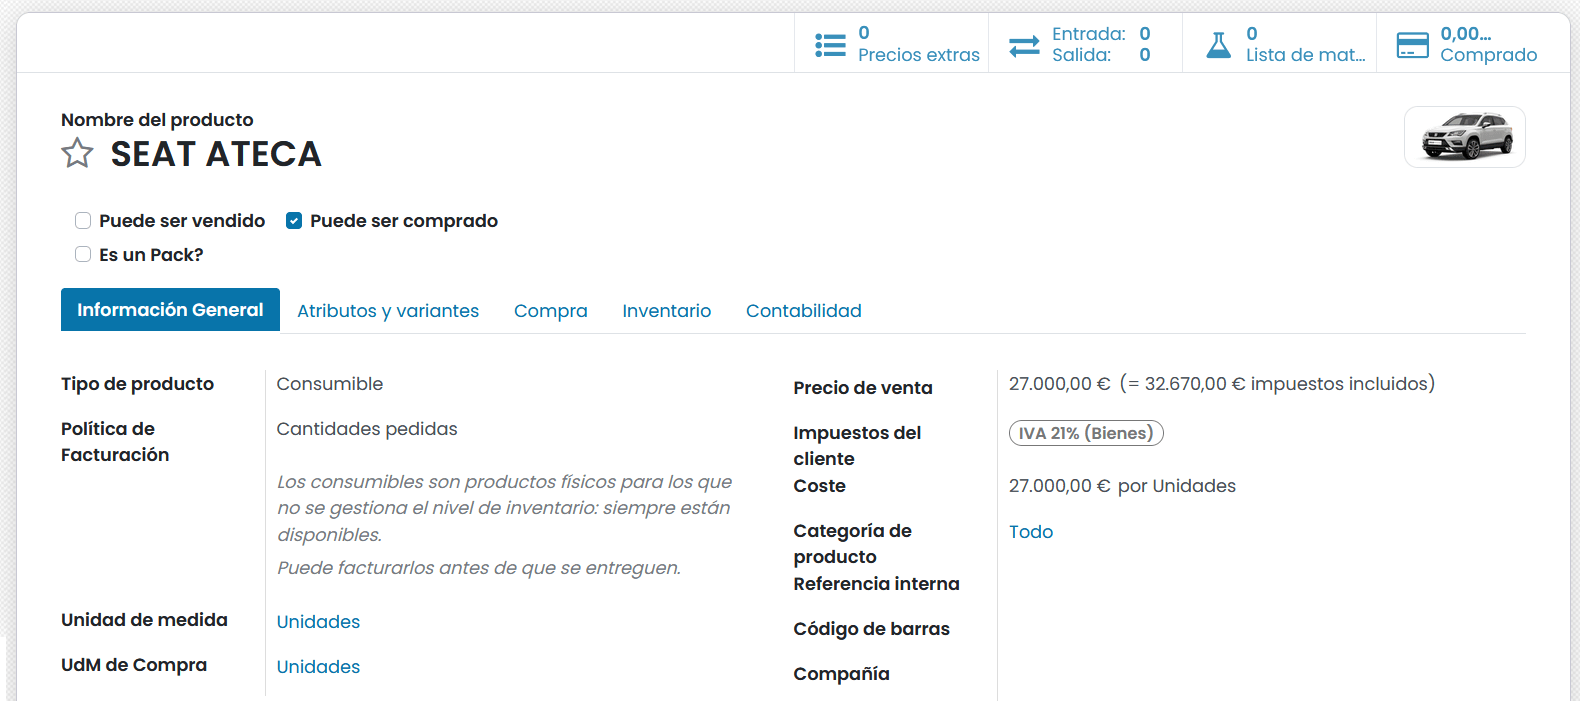 0
Precios extras
Entrada: 0
Salida: 0
0
Lista de mat...
0,00...
Comprado
Nombre del producto
SEAT ATECA
Puede ser vendido Puede ser comprado
Es un Pack?
Información General Atributos y variantes Compra Inventario Contabilidad
Tipo de producto Consumible
Política de Facturación Cantidades pedidas
Los consumibles son productos físicos para los que
no se gestiona el nivel de inventario: siempre están
disponibles.
Puede facturarlos antes de que se entreguen.
Unidad de medida Unidades
UdM de Compra Unidades
Precio de venta 27.000,00 € (= 32.670,00 € impuestos incluidos)
Impuestos del cliente IVA 21% (Bienes)
Coste 27.000,00 € por Unidades
Categoría de producto Todo
Referencia interna
Código de barras
Compañía